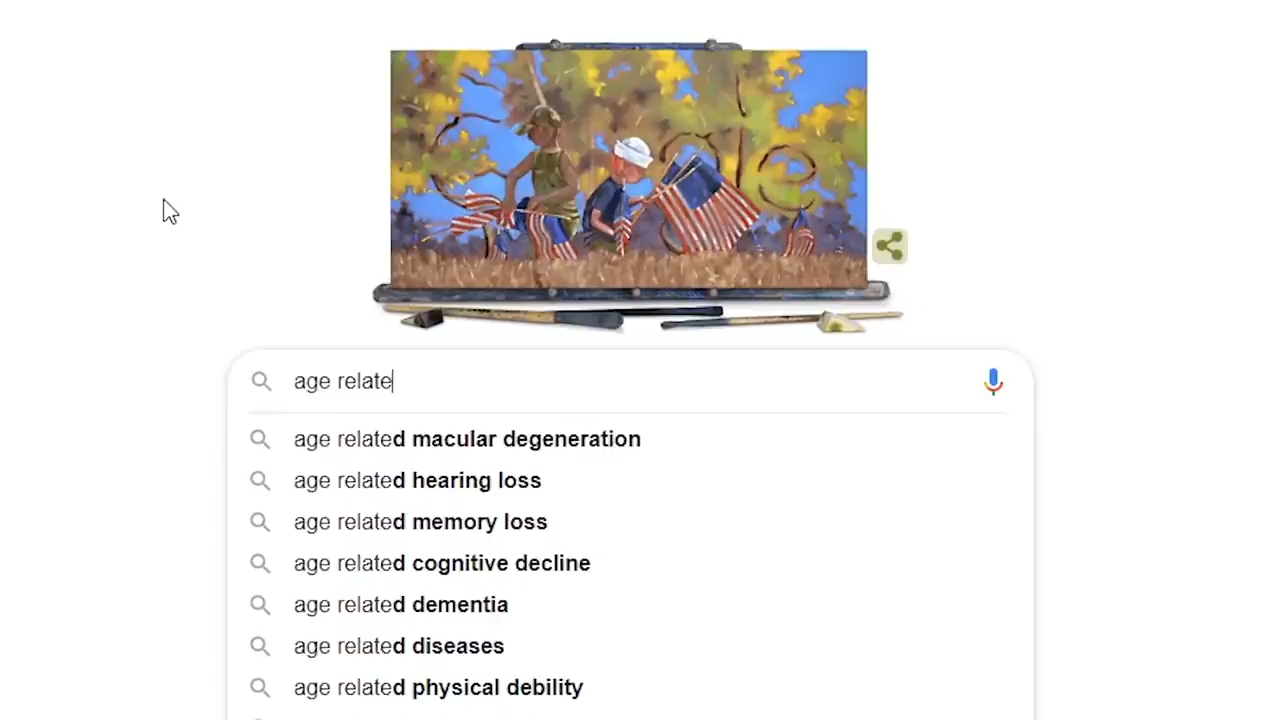 age relate
age related macular degeneration
age related hearing loss
age related memory loss
age related cognitive decline
age related dementia
age related diseases
age related physical debility